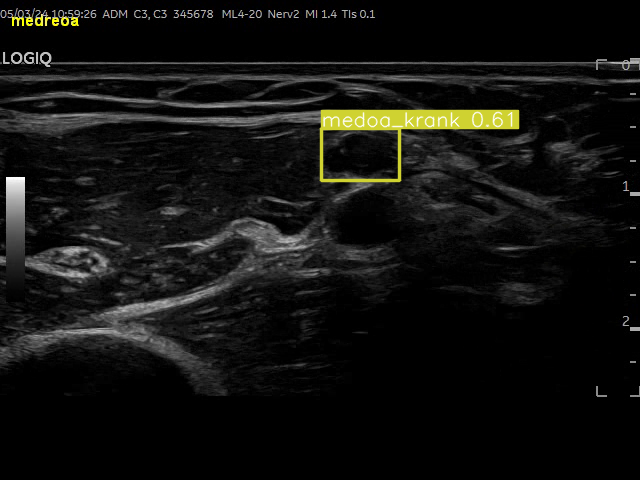 05/03/24 10:59:26 ADM C3, C3 345678 ML4-20 Nerv2 MI 1.4 TIs 0.1
medreoa
LOGIQ
medoa_krank 0.61
0
1
2